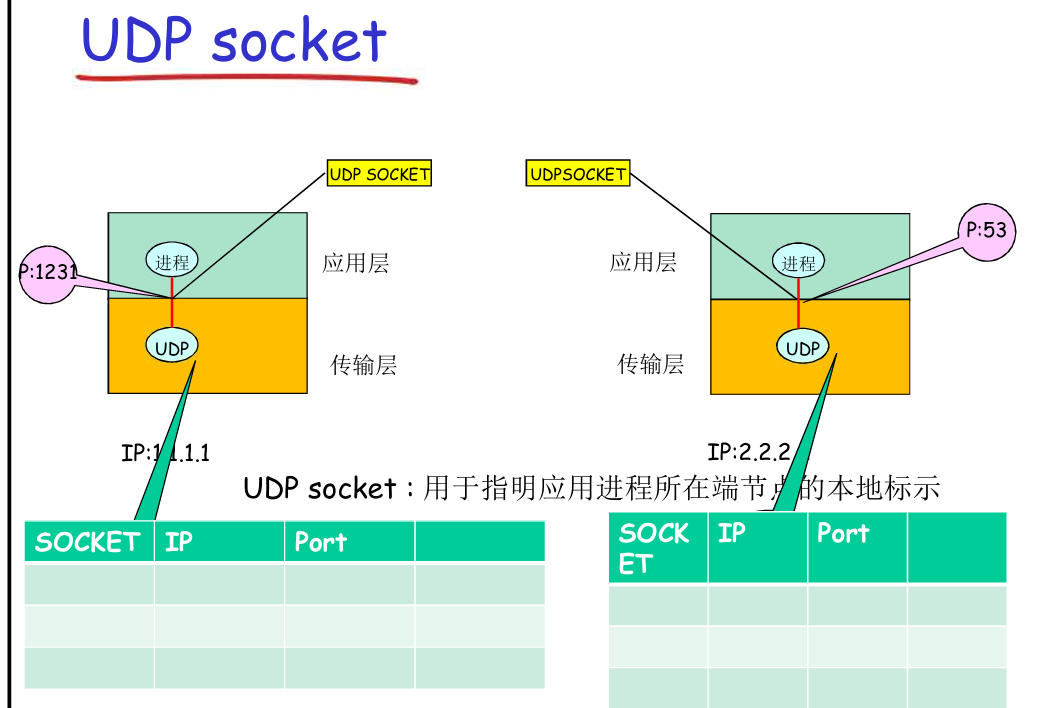 UDP socket
UDP SOCKET
UDPSOCKET
P:1231
进程
应用层
UDP
传输层
应用层
进程
P:53
传输层
UDP
IP:1.1.1.1
IP:2.2.2
UDP socket : 用于指明应用进程所在端节点的本地标示
SOCKET IP Port
SOCK
ET IP Port